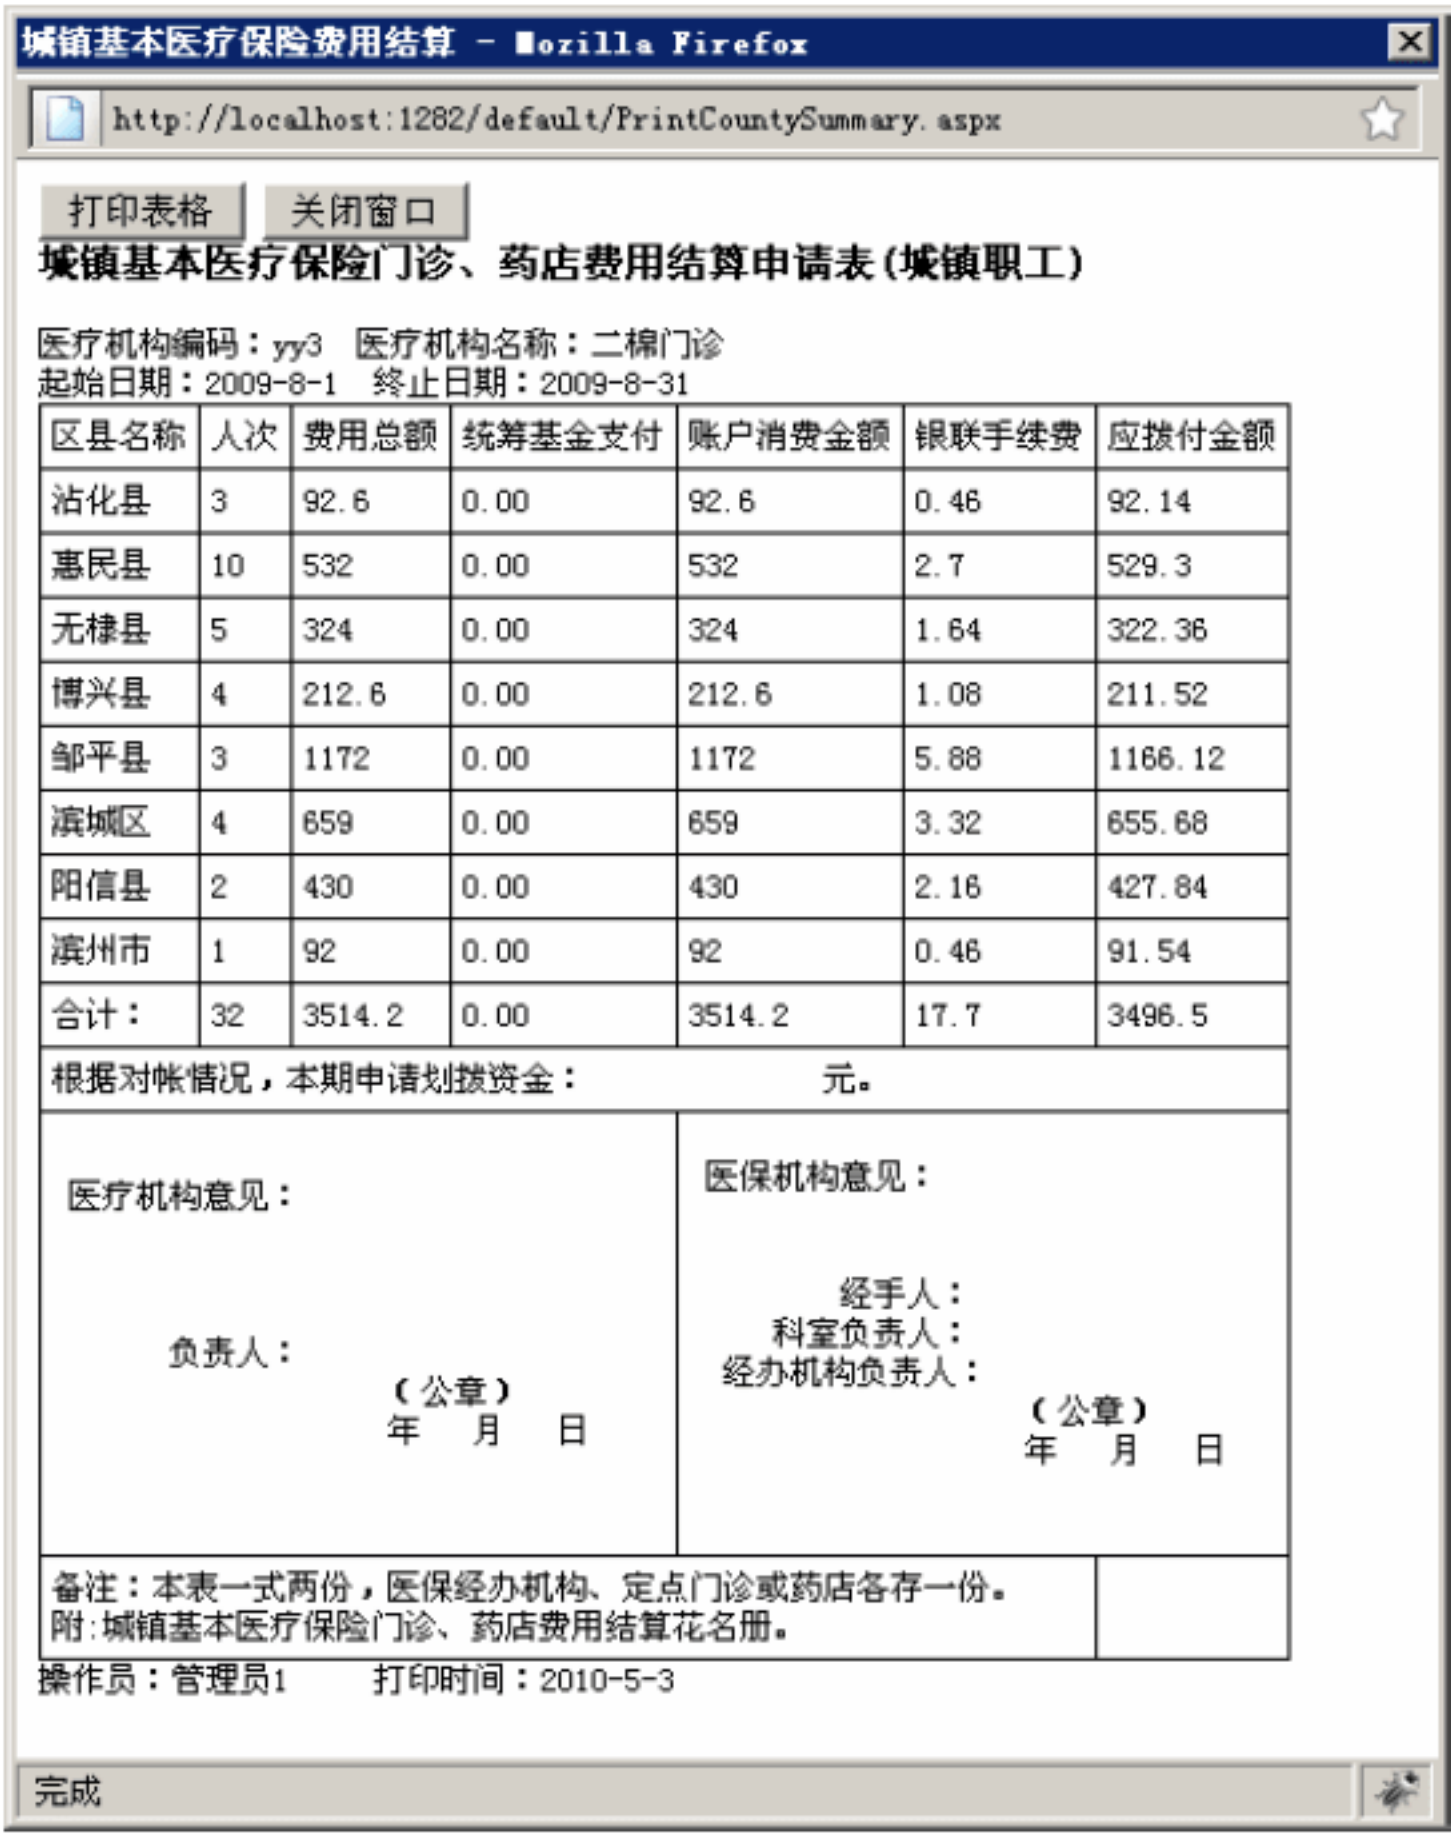 城镇基本医疗保险费用结算 - Mozilla Firefox
http://localhost:1282/default/PrintCountySummary.aspx
打印表格 关闭窗口
城镇基本医疗保险门诊、药店费用结算申请表(城镇职工)
医疗机构编码：yy3 医疗机构名称：二棉门诊
起始日期：2009-8-1 终止日期：2009-8-31
区县名称 人次 费用总额 统筹基金支付 账户消费金额 银联手续费 应拨付金额
沾化县 3 92.6 0.00 92.6 0.46 92.14
惠民县 10 532 0.00 532 2.7 529.3
无棣县 5 324 0.00 324 1.64 322.36
博兴县 4 212.6 0.00 212.6 1.08 211.52
邹平县 3 1172 0.00 1172 5.88 1166.12
滨城区 4 659 0.00 659 3.32 655.68
阳信县 2 430 0.00 430 2.16 427.84
滨州市 1 92 0.00 92 0.46 91.54
合计： 32 3514.2 0.00 3514.2 17.7 3496.5
根据对帐情况，本期申请划拨资金： 元。
医疗机构意见：
负责人：
（公章）
年 月 日
医保机构意见：
经手人：
科室负责人：
经办机构负责人：
（公章）
年 月 日
备注：本表一式两份，医保经办机构、定点门诊或药店各存一份。
附:城镇基本医疗保险门诊、药店费用结算花名册。
操作员：管理员1 打印时间：2010-5-3
完成